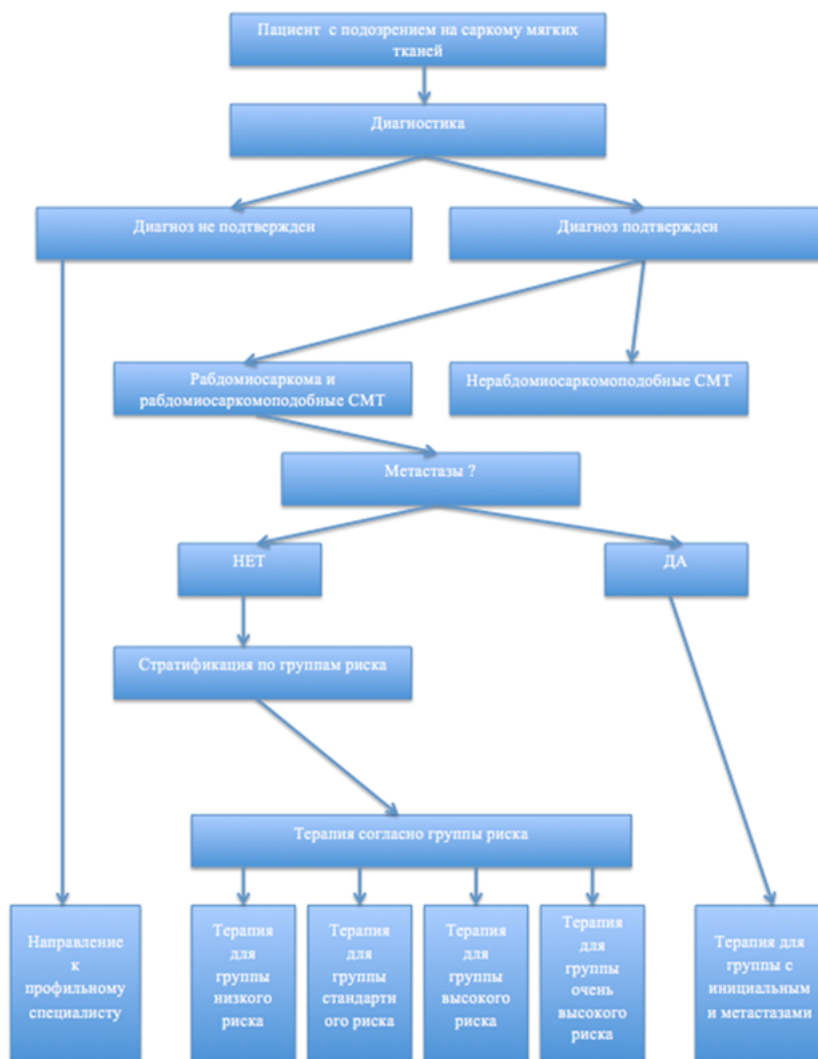 Пациент с подозрением на саркому мягких
тканей
Диагностика
Диагноз не подтвержден
Диагноз подтвержден
Рабдомиосаркома и
рабдомиосаркомоподобные СМТ
Нерабдомиосаркомоподобные СМТ
Метастазы ?
НЕТ
ДА
Стратификация по группам риска
Терапия согласно группы риска
Направление
к
профильному
специалисту
Терапия
для
группы
низкого
риска
Терапия
для
группы
стандартн
ого риска
Терапия
для
группы
высокого
риска
Терапия
для
группы
очень
высокого
риска
Терапия для
группы с
инициальным
и метастазами